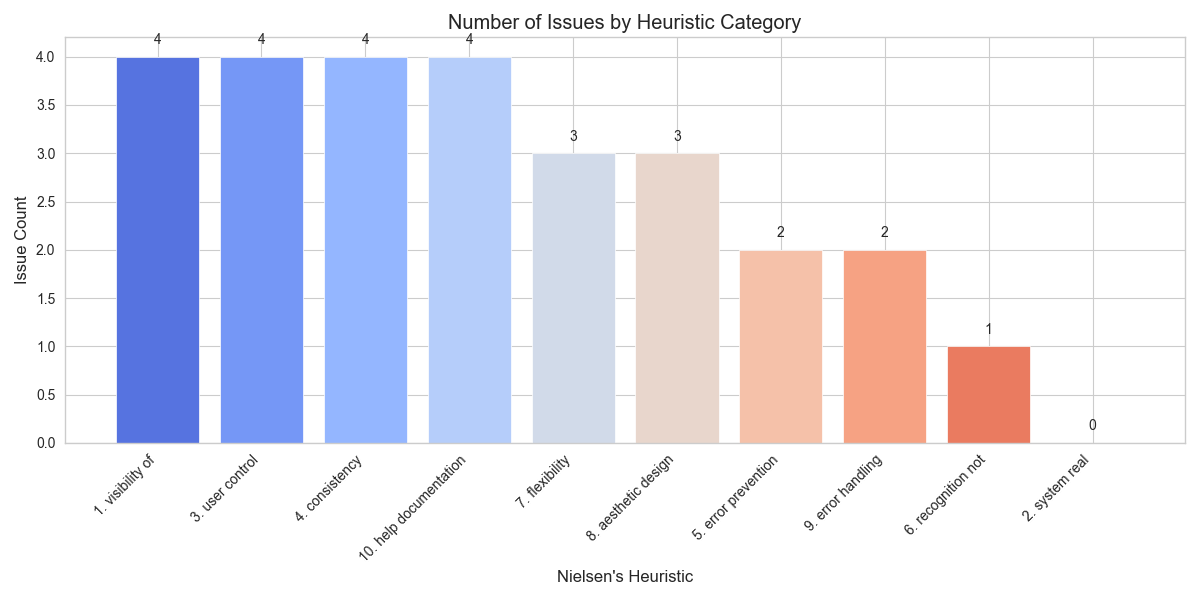 Number of Issues by Heuristic Category
4 4 4 4 3 3 2 2 1 0
4.0
3.5
3.0
2.5
2.0
1.5
1.0
0.5
0.0
Issue Count
1. visibility of
3. user control
4. consistency
10. help documentation
7. flexibility
8. aesthetic design
5. error prevention
9. error handling
6. recognition not
2. system real
Nielsen's Heuristic